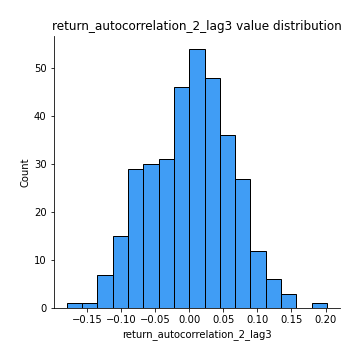 return_autocorrelation_2_lag3 value distribution
50
40
30
20
10
0
Count
−0.15 −0.10 −0.05 0.00 0.05 0.10 0.15 0.20
return_autocorrelation_2_lag3